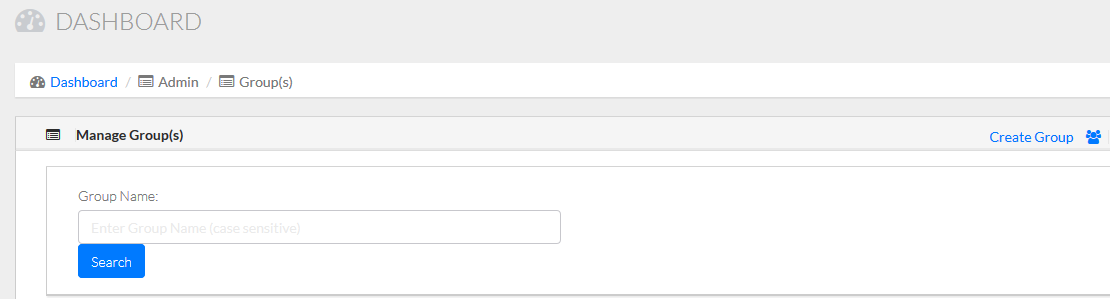 DASHBOARD
Dashboard / Admin / Group(s)
Manage Group(s)
Create Group
Group Name:
Enter Group Name (case sensitive)
Search